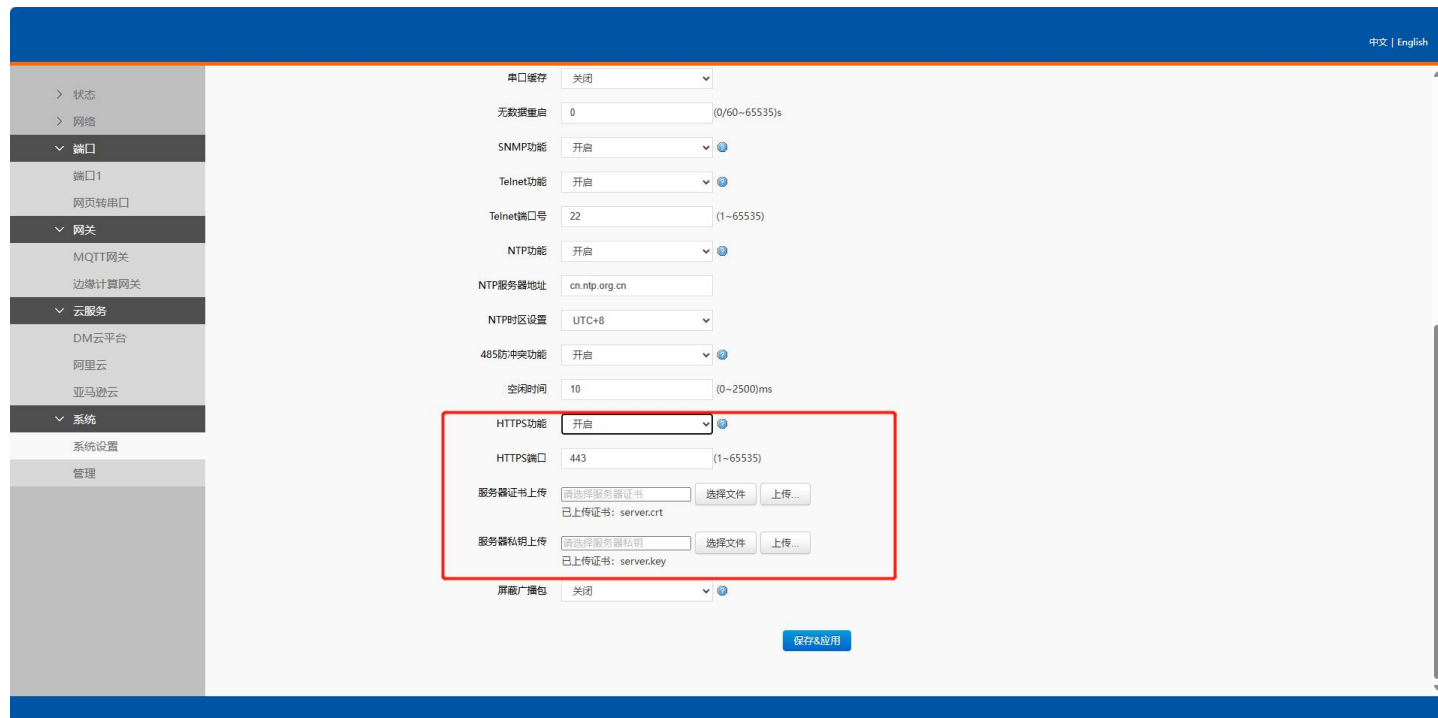 中文 | English
状态
网络
端口
端口1
网页转串口
网关
MQTT网关
边缘计算网关
云服务
DM云平台
阿里云
亚马逊云
系统
系统设置
管理
串口缓存 关闭
无数据重启 0 (0/60~65535)s
SNMP功能 开启
Telnet功能 开启
Telnet端口号 22 (1~65535)
NTP功能 开启
NTP服务器地址 cn.ntp.org.cn
NTP时区设置 UTC+8
485防冲突功能 开启
空闲时间 10 (0~2500)ms
HTTPS功能 开启
HTTPS端口 443 (1~65535)
服务器证书上传 请选择服务器证书 选择文件 上传...
已上传证书：server.crt
服务器私钥上传 请选择服务器私钥 选择文件 上传...
已上传证书：server.key
屏蔽广播包 关闭
保存&应用